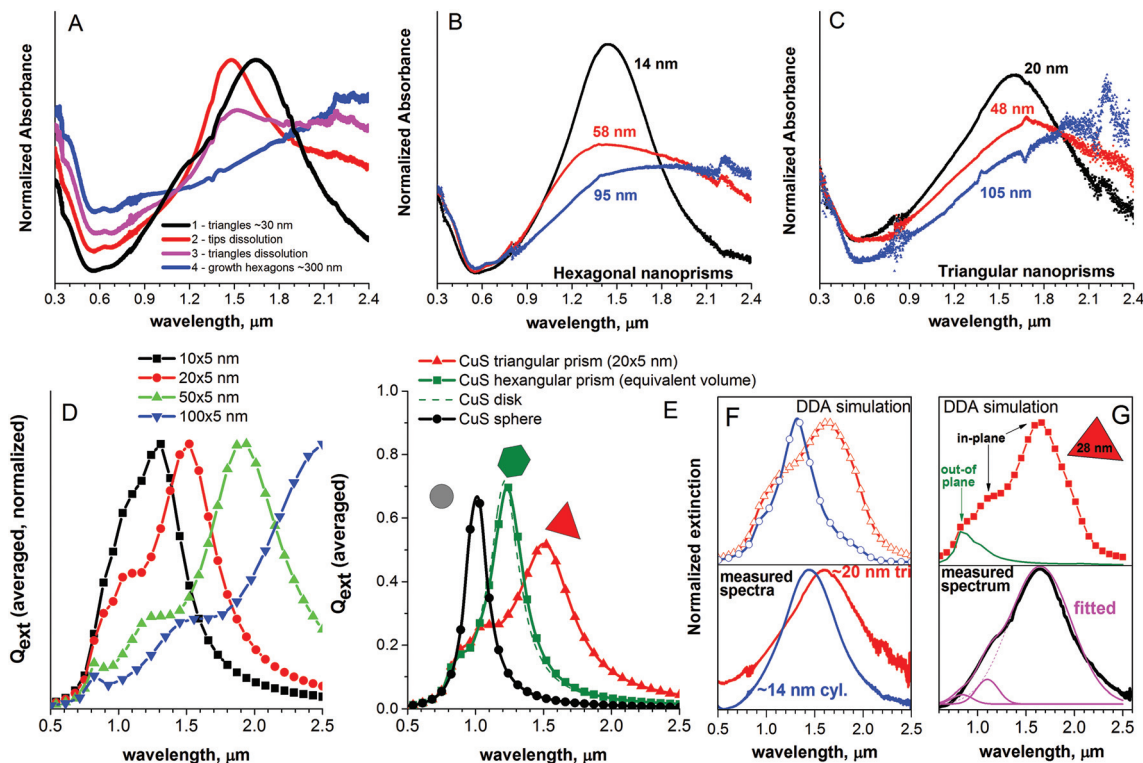 A
Normalized Absorbance
1 - triangles ~30 nm
2 - tips dissolution
3 - triangles dissolution
4 - growth hexagons ~300 nm
0.3 0.6 0.9 1.2 1.5 1.8 2.1 2.4
wavelength, μm
B
Normalized Absorbance
14 nm
58 nm
95 nm
Hexagonal nanoprisms
0.3 0.6 0.9 1.2 1.5 1.8 2.1 2.4
wavelength, μm
C
Normalized Absorbance
20 nm
48 nm
105 nm
Triangular nanoprisms
0.3 0.6 0.9 1.2 1.5 1.8 2.1 2.4
wavelength, μm
10x5 nm
20x5 nm
50x5 nm
100x5 nm
D
Qext (averaged, normalized)
0.5 1.0 1.5 2.0 2.5
wavelength, μm
CuS triangular prism (20x5 nm)
CuS hexangular prism (equivalent volume)
CuS disk
CuS sphere
E
Qext (averaged)
1.0
0.8
0.6
0.4
0.2
0.0
0.5 1.0 1.5 2.0 2.5
wavelength, μm
F
DDA simulation
Normalized extinction
measured
spectra
~20 nm tri
~14 nm cyl.
0.5 1.0 1.5 2.0 2.5
wavelength, μm
DDA simulation
G
in-plane
28 nm
out-of
plane
measured
spectrum
fitted
1.0 1.5 2.0 2.5
wavelength, μm